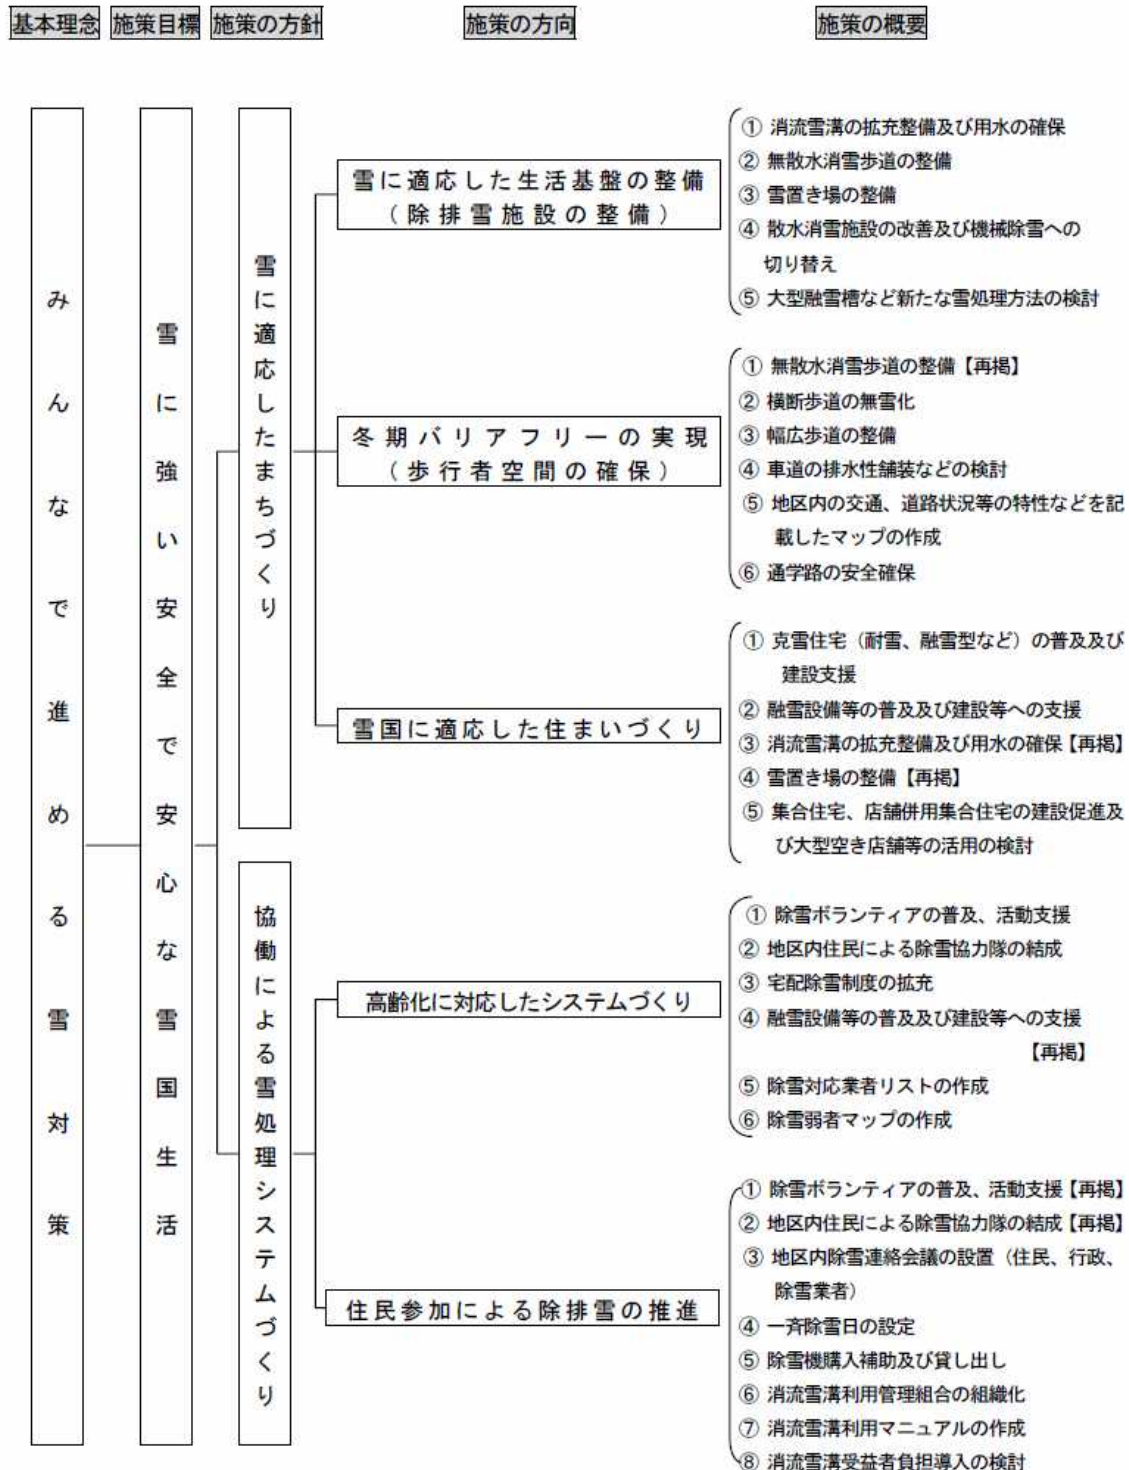 基本理念 施策目標 施策の方針 施策の方向 施策の概要
みんなで進める雪対策
雪に強い安全で安心な雪国生活
雪に適応したまちづくり
雪に適応した生活基盤の整備
（除排雪施設の整備）
① 消流雪溝の拡充整備及び用水の確保
② 無散水消雪歩道の整備
③ 雪置き場の整備
④ 散水消雪施設の改善及び機械除雪への
切り替え
⑤ 大型融雪槽など新たな雪処理方法の検討
冬期バリアフリーの実現
（歩行者空間の確保）
① 無散水消雪歩道の整備【再掲】
② 横断歩道の無雪化
③ 幅広歩道の整備
④ 車道の排水性舗装などの検討
⑤ 地区内の交通、道路状況等の特性などを記
載したマップの作成
⑥ 通学路の安全確保
雪国に適応した住まいづくり
① 克雪住宅（耐雪、融雪型など）の普及及び
建設支援
② 融雪設備等の普及及び建設等への支援
③ 消流雪溝の拡充整備及び用水の確保【再掲】
④ 雪置き場の整備【再掲】
⑤ 集合住宅、店舗併用集合住宅の建設促進及
び大型空き店舗等の活用の検討
協働による雪処理システムづくり
高齢化に対応したシステムづくり
① 除雪ボランティアの普及、活動支援
② 地区内住民による除雪協力隊の結成
③ 宅配除雪制度の拡充
④ 融雪設備等の普及及び建設等への支援
【再掲】
⑤ 除雪対応業者リストの作成
⑥ 除雪弱者マップの作成
住民参加による除排雪の推進
① 除雪ボランティアの普及、活動支援【再掲】
② 地区内住民による除雪協力隊の結成【再掲】
③ 地区内除雪連絡会議の設置（住民、行政、
除雪業者）
④ 一斉除雪日の設定
⑤ 除雪機購入補助及び貸し出し
⑥ 消流雪溝利用管理組合の組織化
⑦ 消流雪溝利用マニュアルの作成
⑧ 消流雪溝受益者負担導入の検討